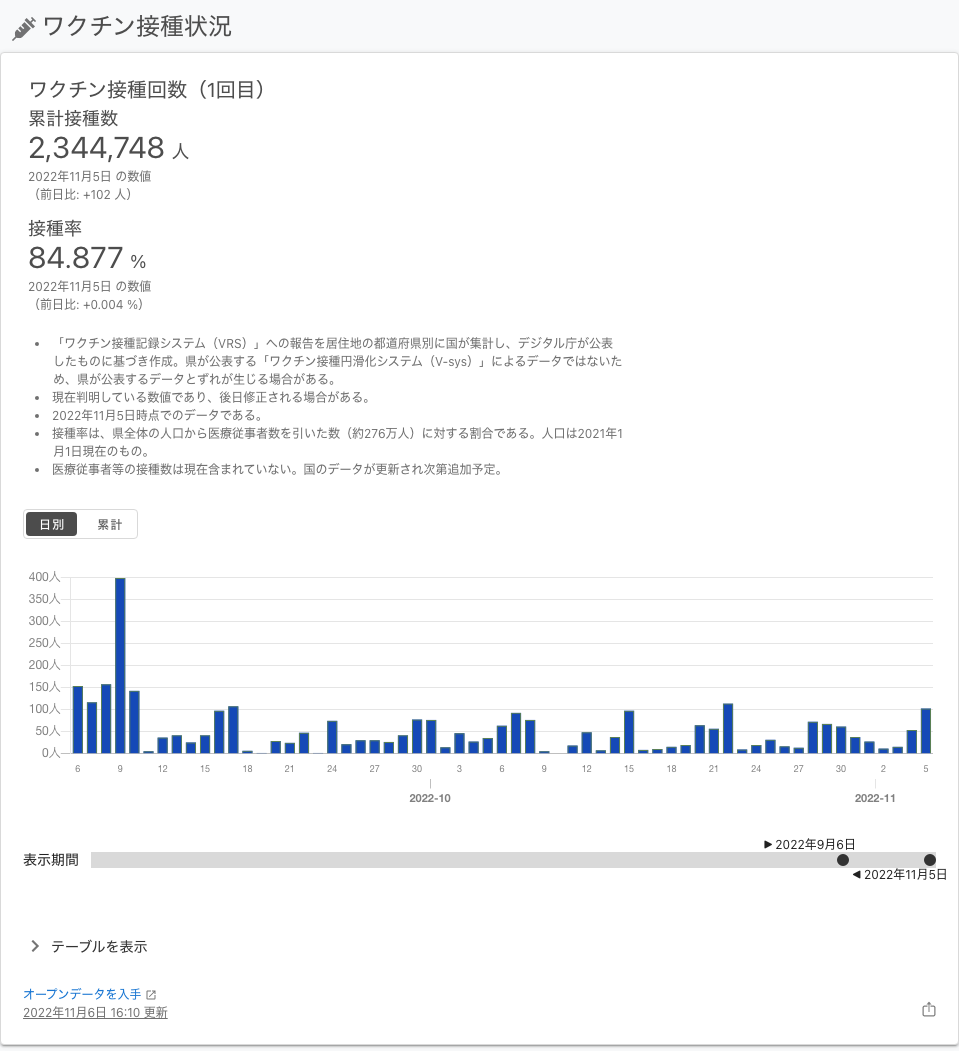 ワクチン接種状況
ワクチン接種回数（1回目）
累計接種数
2,344,748 人
2022年11月5日 の数値
（前日比: +102 人）
接種率
84.877 %
2022年11月5日 の数値
（前日比: +0.004 %）
• 「ワクチン接種記録システム（VRS）」への報告を居住地の都道府県別に国が集計し、デジタル庁が公表
したものに基づき作成。県が公表する「ワクチン接種円滑化システム（V-sys）」によるデータではないた
め、県が公表するデータとずれが生じる場合がある。
• 現在判明している数値であり、後日修正される場合がある。
• 2022年11月5日時点でのデータである。
• 接種率は、県全体の人口から医療従事者数を引いた数（約276万人）に対する割合である。人口は2021年1
月1日現在のもの。
• 医療従事者等の接種数は現在含まれていない。国のデータが更新され次第追加予定。
日別 累計
400人
350人
300人
250人
200人
150人
100人
50人
0人
6 9 12 15 18 21 24 27 30 3 6 9 12 15 18 21 24 27 30 2 5
2022-10 2022-11
▶ 2022年9月6日
表示期間
◀ 2022年11月5日
テーブルを表示
オープンデータを入手
2022年11月6日 16:10 更新